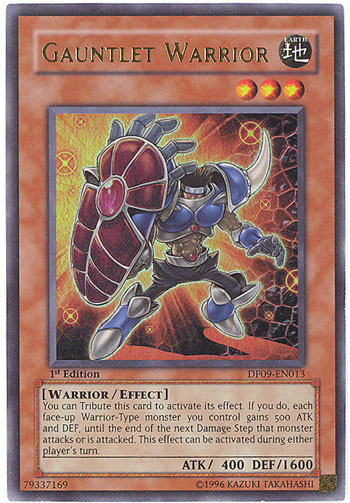 GAUNTLET WARRIOR
EARTH
地
1st Edition
DP09-EN013
[WARRIOR/EFFECT]
You can Tribute this card to activate its effect. If you do, each
face-up Warrior-Type monster you control gains 500 ATK
and DEF, until the end of the next Damage Step that monster
attacks or is attacked. This effect can be activated during either
player's turn.
ATK/ 400 DEF/1600
79337169
©1996 KAZUKI TAKAHASHI